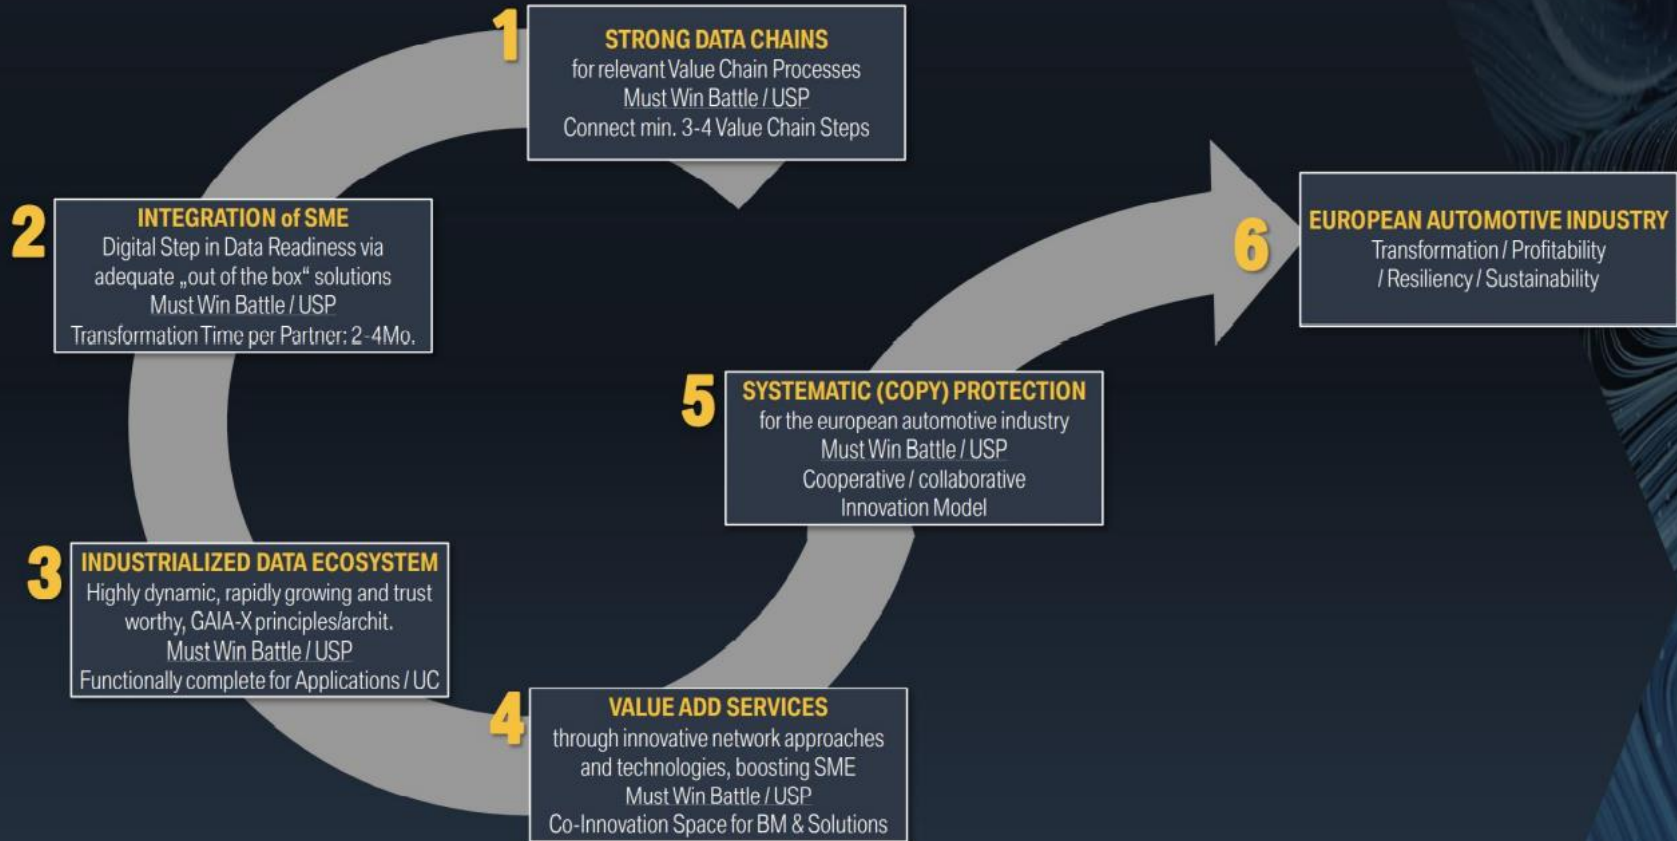 1
STRONG DATA CHAINS
for relevant Value Chain Processes
Must Win Battle / USP
Connect min. 3-4 Value Chain Steps
2
INTEGRATION of SME
Digital Step in Data Readiness via
adequate „out of the box“ solutions
Must Win Battle / USP
Transformation Time per Partner: 2-4Mo.
3
INDUSTRIALIZED DATA ECOSYSTEM
Highly dynamic, rapidly growing and trust
worthy, GAIA-X principles/archit.
Must Win Battle / USP
Functionally complete for Applications / UC
4
VALUE ADD SERVICES
through innovative network approaches
and technologies, boosting SME
Must Win Battle / USP
Co-Innovation Space for BM & Solutions
5
SYSTEMATIC (COPY) PROTECTION
for the european automotive industry
Must Win Battle / USP
Cooperative / collaborative
Innovation Model
6
EUROPEAN AUTOMOTIVE INDUSTRY
Transformation / Profitability
/ Resiliency / Sustainability